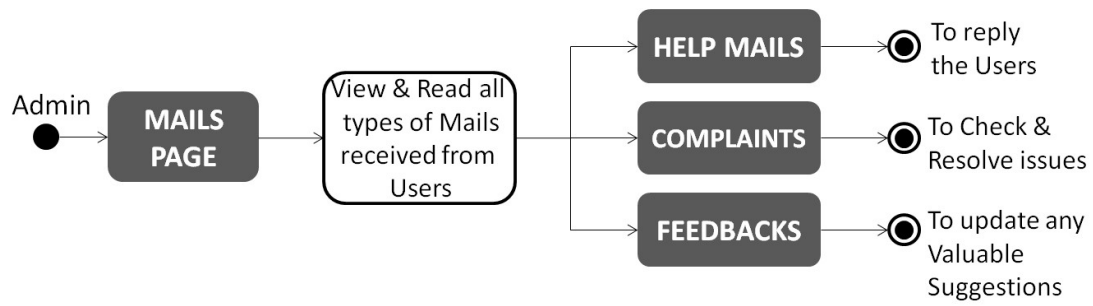 Admin
MAILS
PAGE
View & Read all
types of Mails
received from
Users
HELP MAILS
To reply
the Users
COMPLAINTS
To Check &
Resolve issues
FEEDBACKS
To update any
Valuable
Suggestions